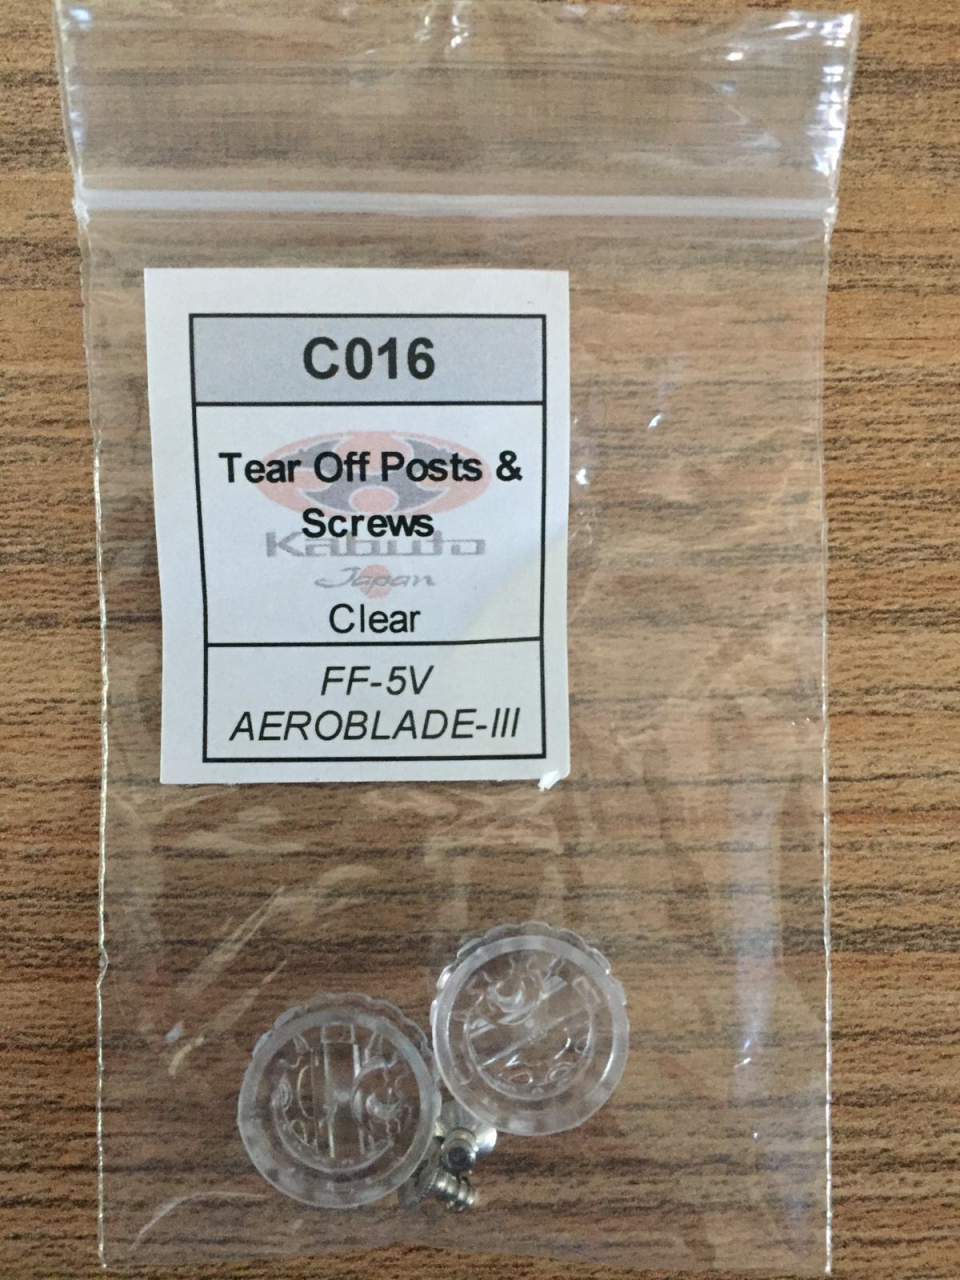 C016
Tear Off Posts &
Screws
Kabuto
Japan
Clear
FF-5V
AEROBLADE-III